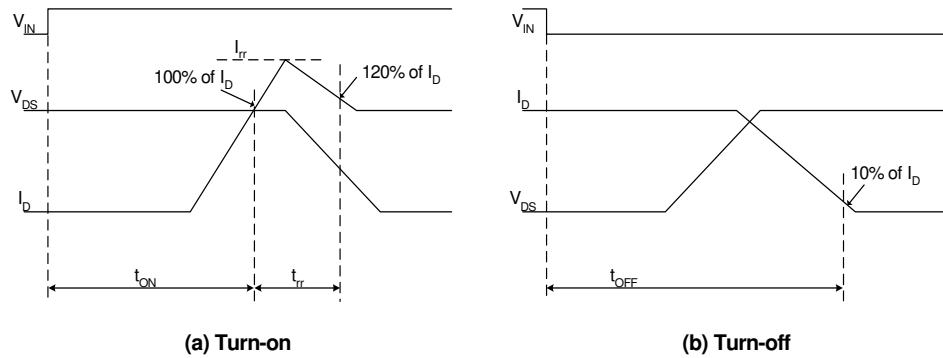 V_IN
I_rr
100% of I_D
120% of I_D
V_DS
I_D
t_ON
t_rr
(a) Turn-on
V_IN
I_D
10% of I_D
V_DS
t_OFF
(b) Turn-off